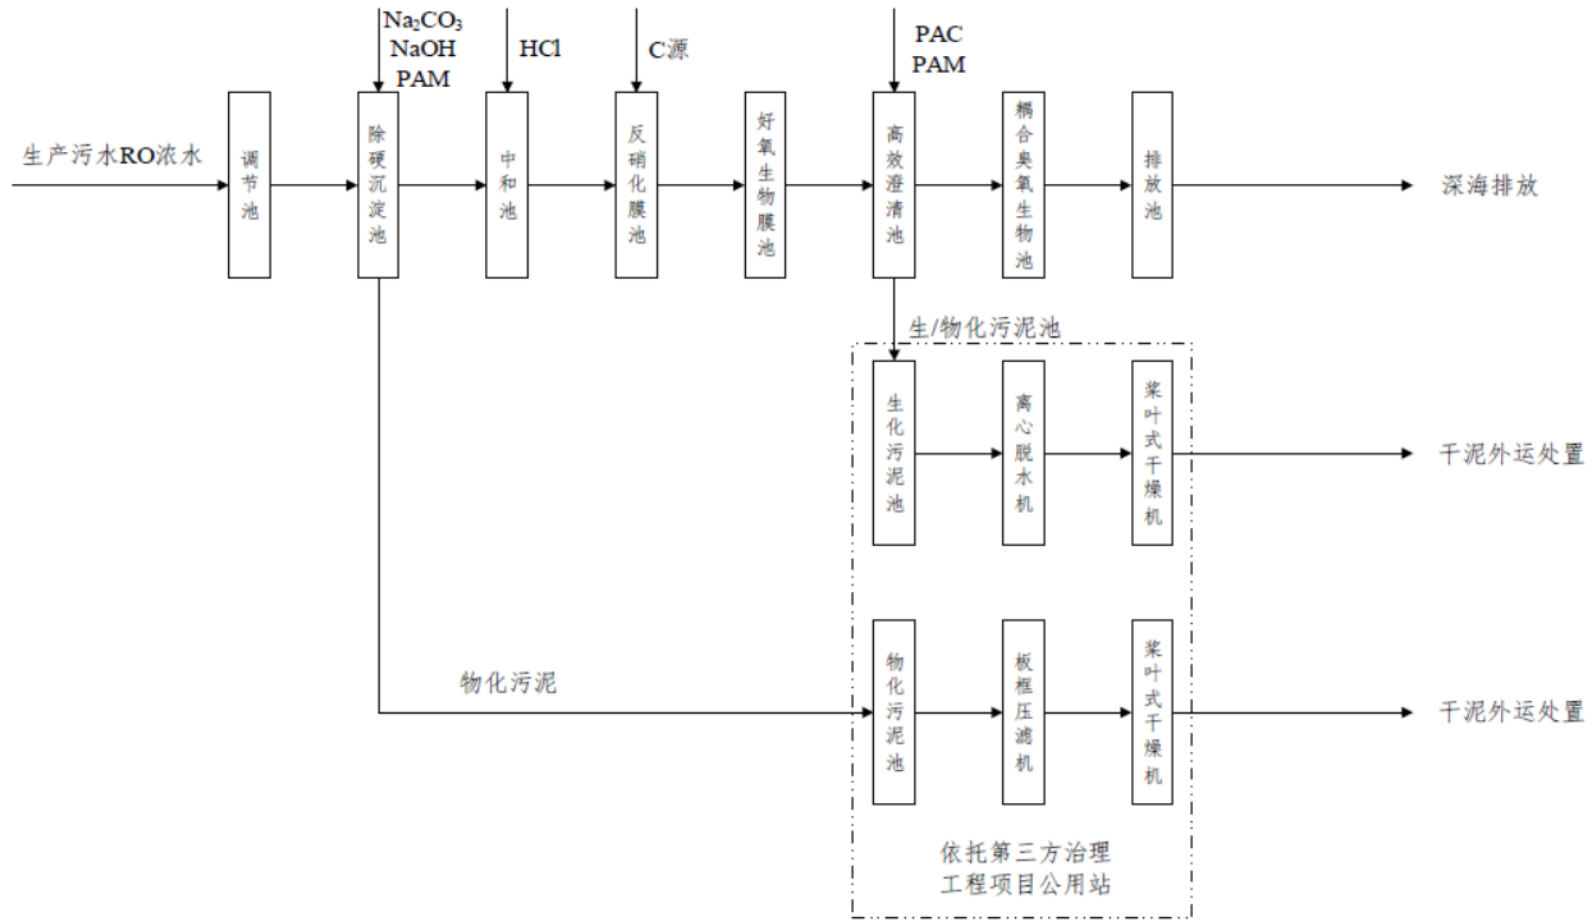 Na₂CO₃
NaOH
PAM
HCl
C源
PAC
PAM
生产污水RO浓水
调节池
除硬沉淀池
中和池
反硝化膜池
好氧生物膜池
高效澄清池
耦合臭氧生物池
排放池
深海排放
生/物化污泥池
生化污泥池
离心脱水机
桨叶式干燥机
干泥外运处置
物化污泥
物化污泥池
板框压滤机
桨叶式干燥机
干泥外运处置
依托第三方治理
工程项目公用站